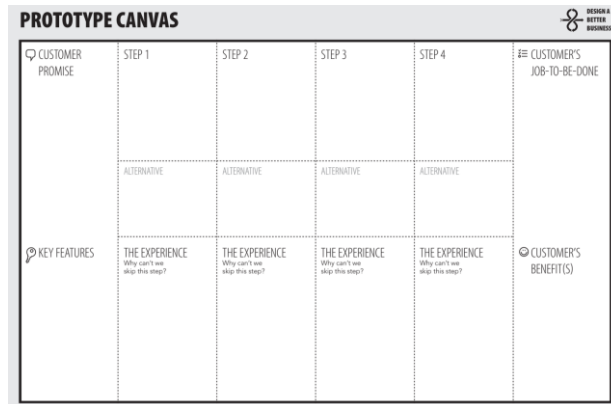 PROTOTYPE CANVAS
DESIGN A
BETTER
BUSINESS
CUSTOMER
PROMISE
STEP 1
STEP 2
STEP 3
STEP 4
CUSTOMER'S
JOB-TO-BE-DONE
ALTERNATIVE
ALTERNATIVE
ALTERNATIVE
ALTERNATIVE
KEY FEATURES
THE EXPERIENCE
Why can't we
skip this step?
THE EXPERIENCE
Why can't we
skip this step?
THE EXPERIENCE
Why can't we
skip this step?
THE EXPERIENCE
Why can't we
skip this step?
CUSTOMER'S
BENEFIT(S)